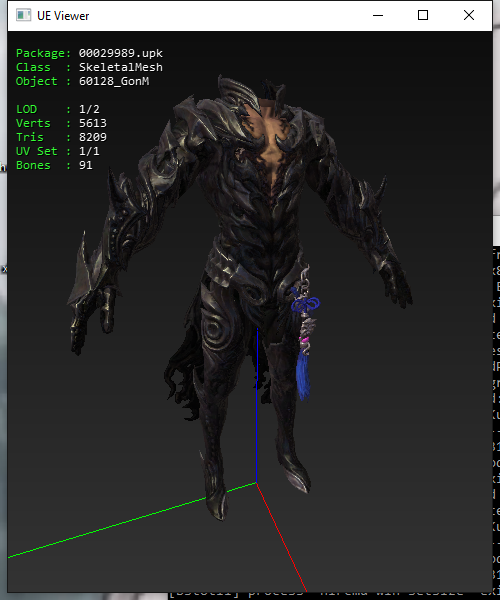 UE Viewer
Package: 00029989.upk
Class : SkeletalMesh
Object : 60128_GonM
LOD : 1/2
Verts : 5613
Tris : 8209
UV Set : 1/1
Bones : 91